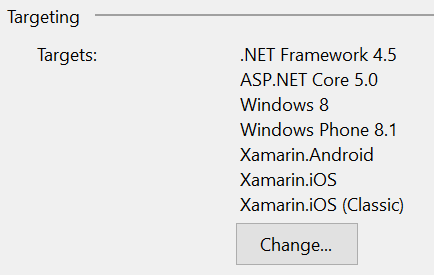 Targeting
Targets:
.NET Framework 4.5
ASP.NET Core 5.0
Windows 8
Windows Phone 8.1
Xamarin.Android
Xamarin.iOS
Xamarin.iOS (Classic)
Change...